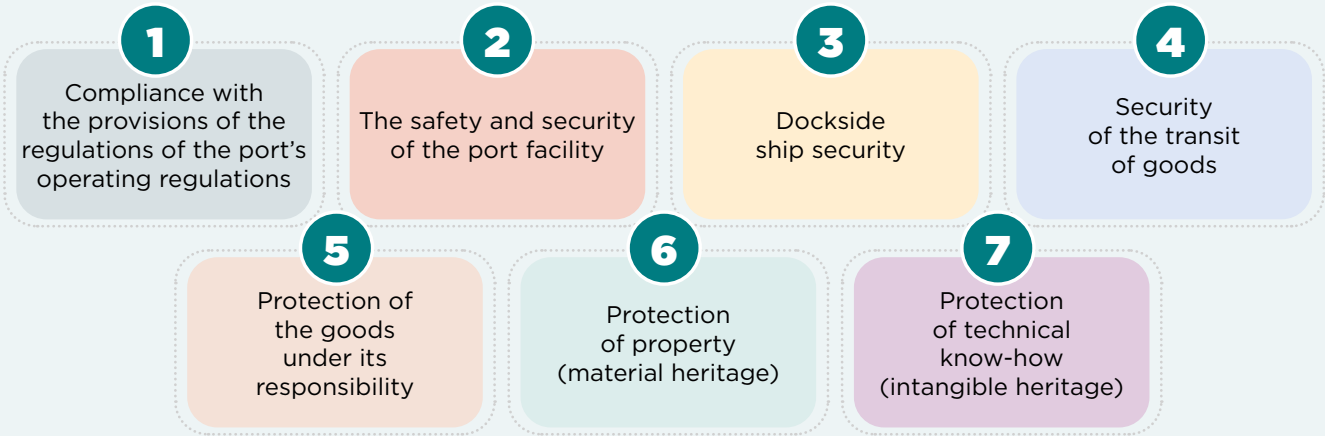 1
Compliance with
the provisions of the
regulations of the port's
operating regulations
2
The safety and security
of the port facility
3
Dockside
ship security
4
Security
of the transit
of goods
5
Protection of
the goods
under its
responsibility
6
Protection
of property
(material heritage)
7
Protection
of technical
know-how
(intangible heritage)